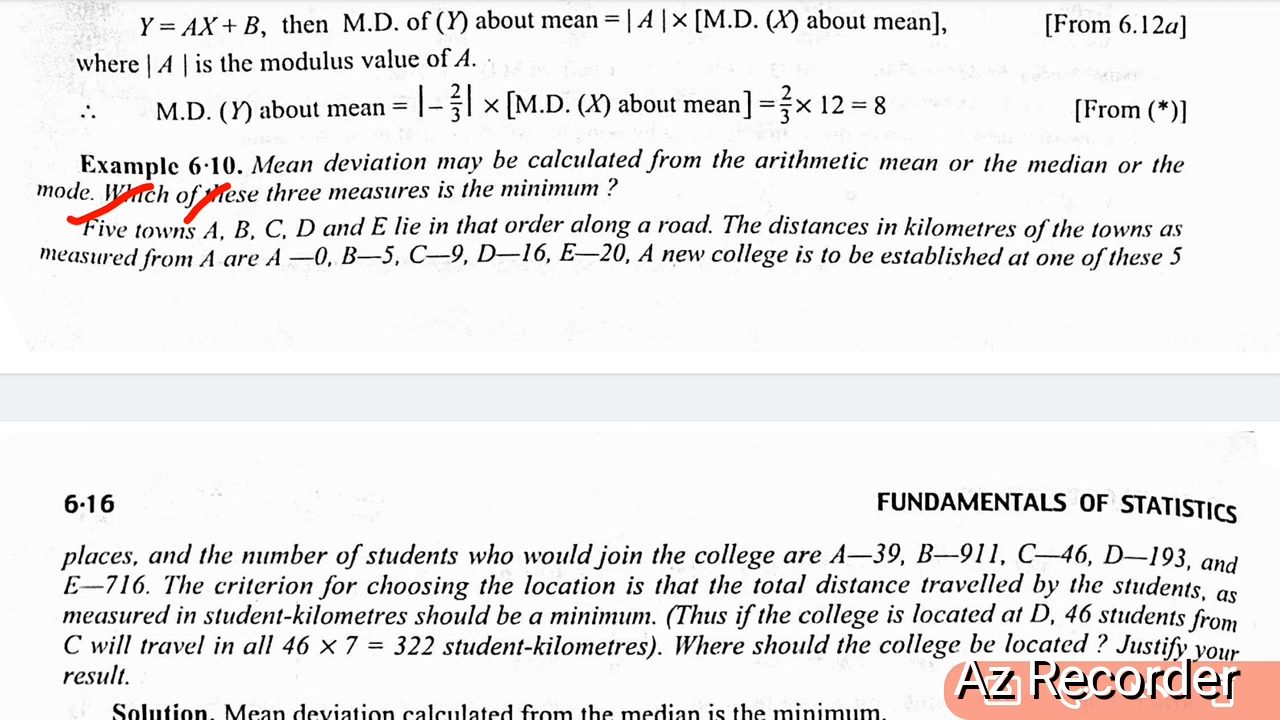 Y = AX + B, then M.D. of (Y) about mean = | A | × [M.D. (X) about mean], [From 6.12a]
where | A | is the modulus value of A.
∴ M.D. (Y) about mean = |– 2/3| × [M.D. (X) about mean] = 2/3 × 12 = 8 [From (*)]
Example 6·10. Mean deviation may be calculated from the arithmetic mean or the median or the
mode. Which of these three measures is the minimum ?
Five towns A, B, C, D and E lie in that order along a road. The distances in kilometres of the towns as
measured from A are A —0, B—5, C—9, D—16, E—20, A new college is to be established at one of these 5
6·16 FUNDAMENTALS OF STATISTICS
places, and the number of students who would join the college are A—39, B—911, C—46, D—193, and
E—716. The criterion for choosing the location is that the total distance travelled by the students, as
measured in student-kilometres should be a minimum. (Thus if the college is located at D, 46 students from
C will travel in all 46 × 7 = 322 student-kilometres). Where should the college be located ? Justify your
result.
Az Recorder
Solution. Mean deviation calculated from the median is the minimum.